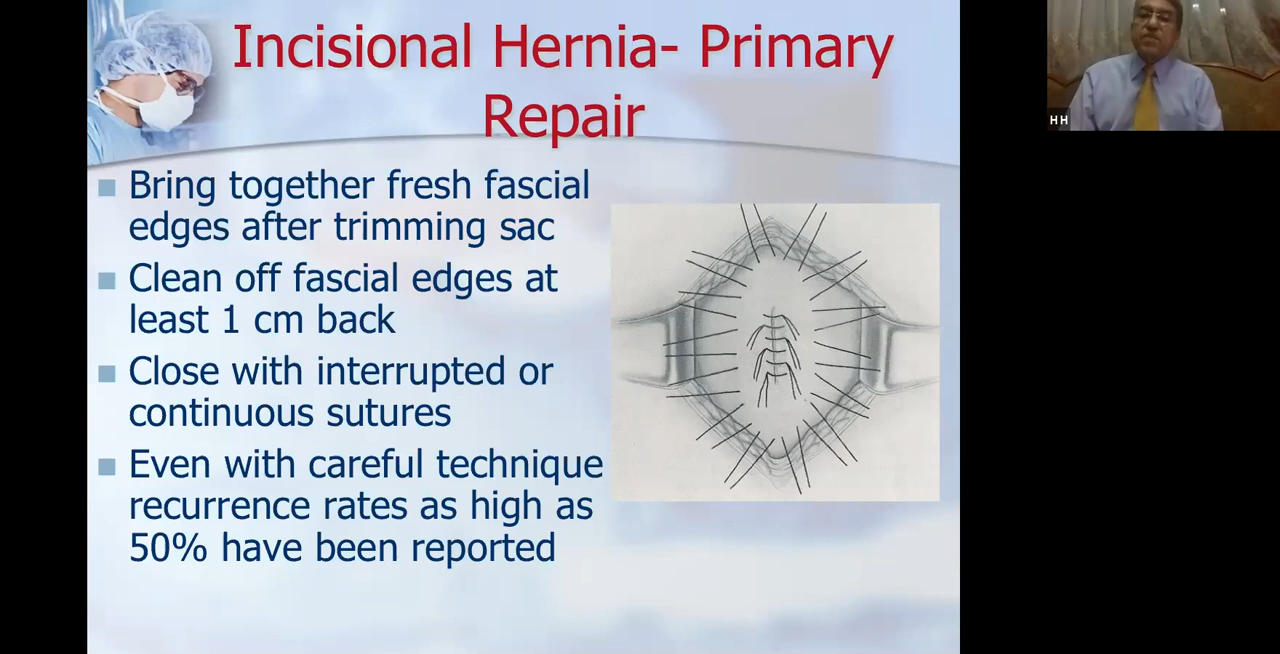 Incisional Hernia- Primary
Repair
Bring together fresh fascial
edges after trimming sac
Clean off fascial edges at
least 1 cm back
Close with interrupted or
continuous sutures
Even with careful technique
recurrence rates as high as
50% have been reported
HH